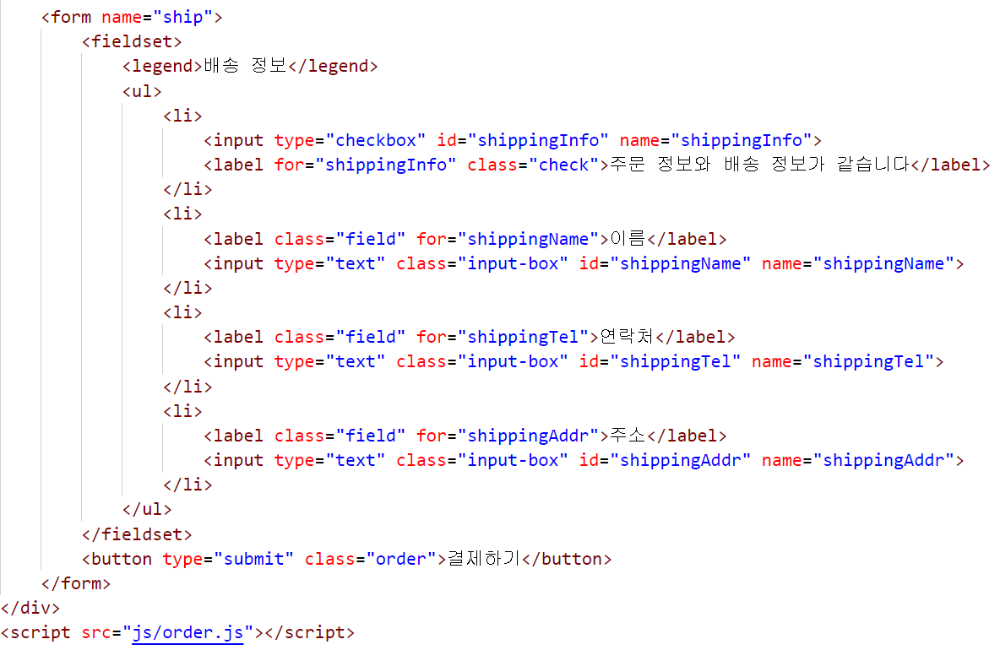 <form name="ship">
<fieldset>
<legend>배송 정보</legend>
<ul>
<li>
<input type="checkbox" id="shippingInfo" name="shippingInfo">
<label for="shippingInfo" class="check">주문 정보와 배송 정보가 같습니다</label>
</li>
<li>
<label class="field" for="shippingName">이름</label>
<input type="text" class="input-box" id="shippingName" name="shippingName">
</li>
<li>
<label class="field" for="shippingTel">연락처</label>
<input type="text" class="input-box" id="shippingTel" name="shippingTel">
</li>
<li>
<label class="field" for="shippingAddr">주소</label>
<input type="text" class="input-box" id="shippingAddr" name="shippingAddr">
</li>
</ul>
</fieldset>
<button type="submit" class="order">결제하기</button>
</form>
</div>
<script src="js/order.js"></script>